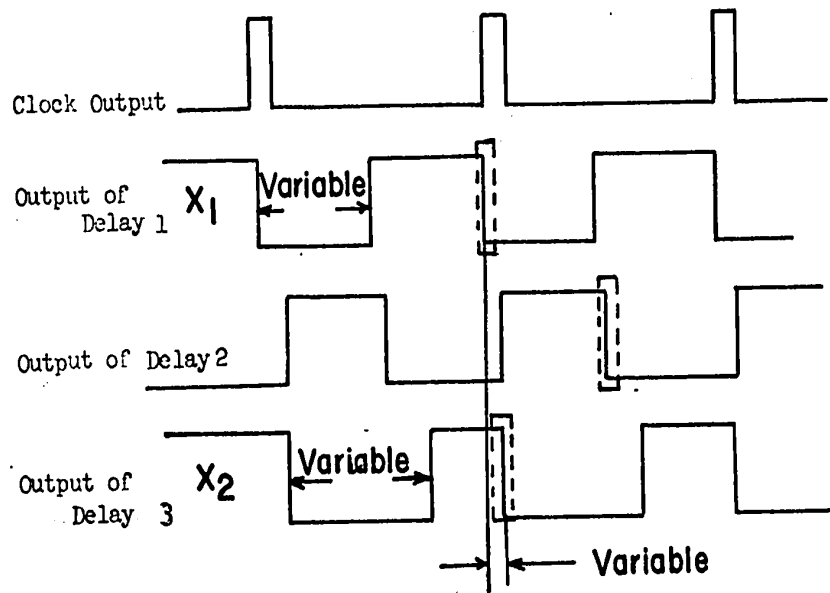 Clock Output
Output of
Delay 1
X1
Variable
Output of Delay 2
Output of
Delay 3
X2
Variable
Variable